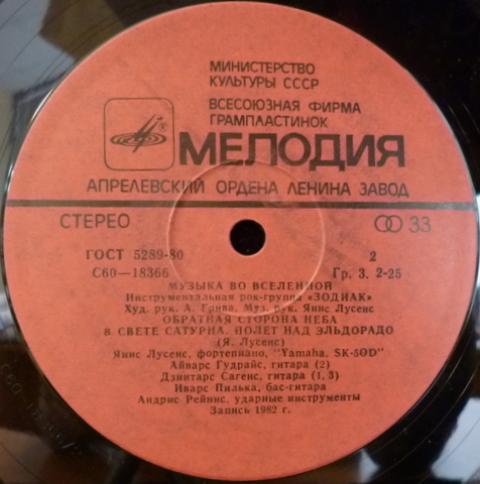 МИНИСТЕРСТВО
КУЛЬТУРЫ СССР
ВСЕСОЮЗНАЯ ФИРМА
ГРАМПЛАСТИНОК
МЕЛОДИЯ
АПРЕЛЕВСКИЙ ОРДЕНА ЛЕНИНА ЗАВОД
СТЕРЕО 33
ГОСТ 5289-80 2
С60—18366 Гр. 3. 2-25
МУЗЫКА ВО ВСЕЛЕННОЙ
Инструментальная рок-группа «ЗОДИАК»
Худ. рук. А. Грива. Муз. рук. Янис Лусенс
ОБРАТНАЯ СТОРОНА НЕБА
В СВЕТЕ САТУРНА. ПОЛЕТ НАД ЭЛЬДОРАДО
(Я. Лусенс)
Янис Лусенс, фортепиано, "Yamaha, SK-50D"
Айварс Гудрайс, гитара (2)
Дзинтарс Сагенс, гитара (1, 3)
Иварс Пилька, бас-гитара
Андрис Рейнис, ударные инструменты
Запись 1982 г.